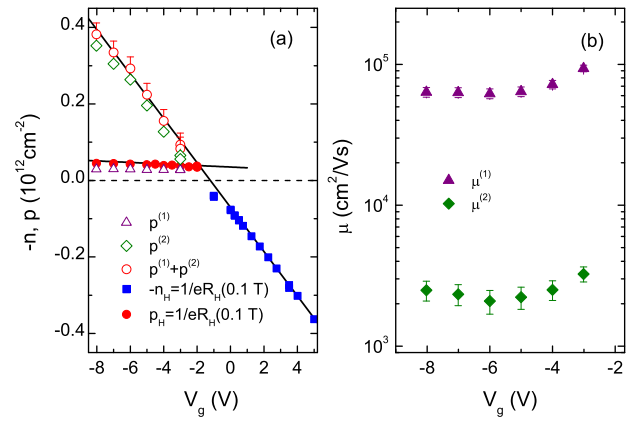 0.4
0.2
0.0
-0.2
-0.4
-n, p (10^12 cm^-2)
(a)
p^(1)
p^(2)
p^(1)+p^(2)
-n_H=1/eR_H(0.1 T)
p_H=1/eR_H(0.1 T)
-8 -6 -4 -2 0 2 4
V_g (V)
10^5
10^4
10^3
μ (cm^2/Vs)
(b)
μ^(1)
μ^(2)
-8 -6 -4 -2
V_g (V)